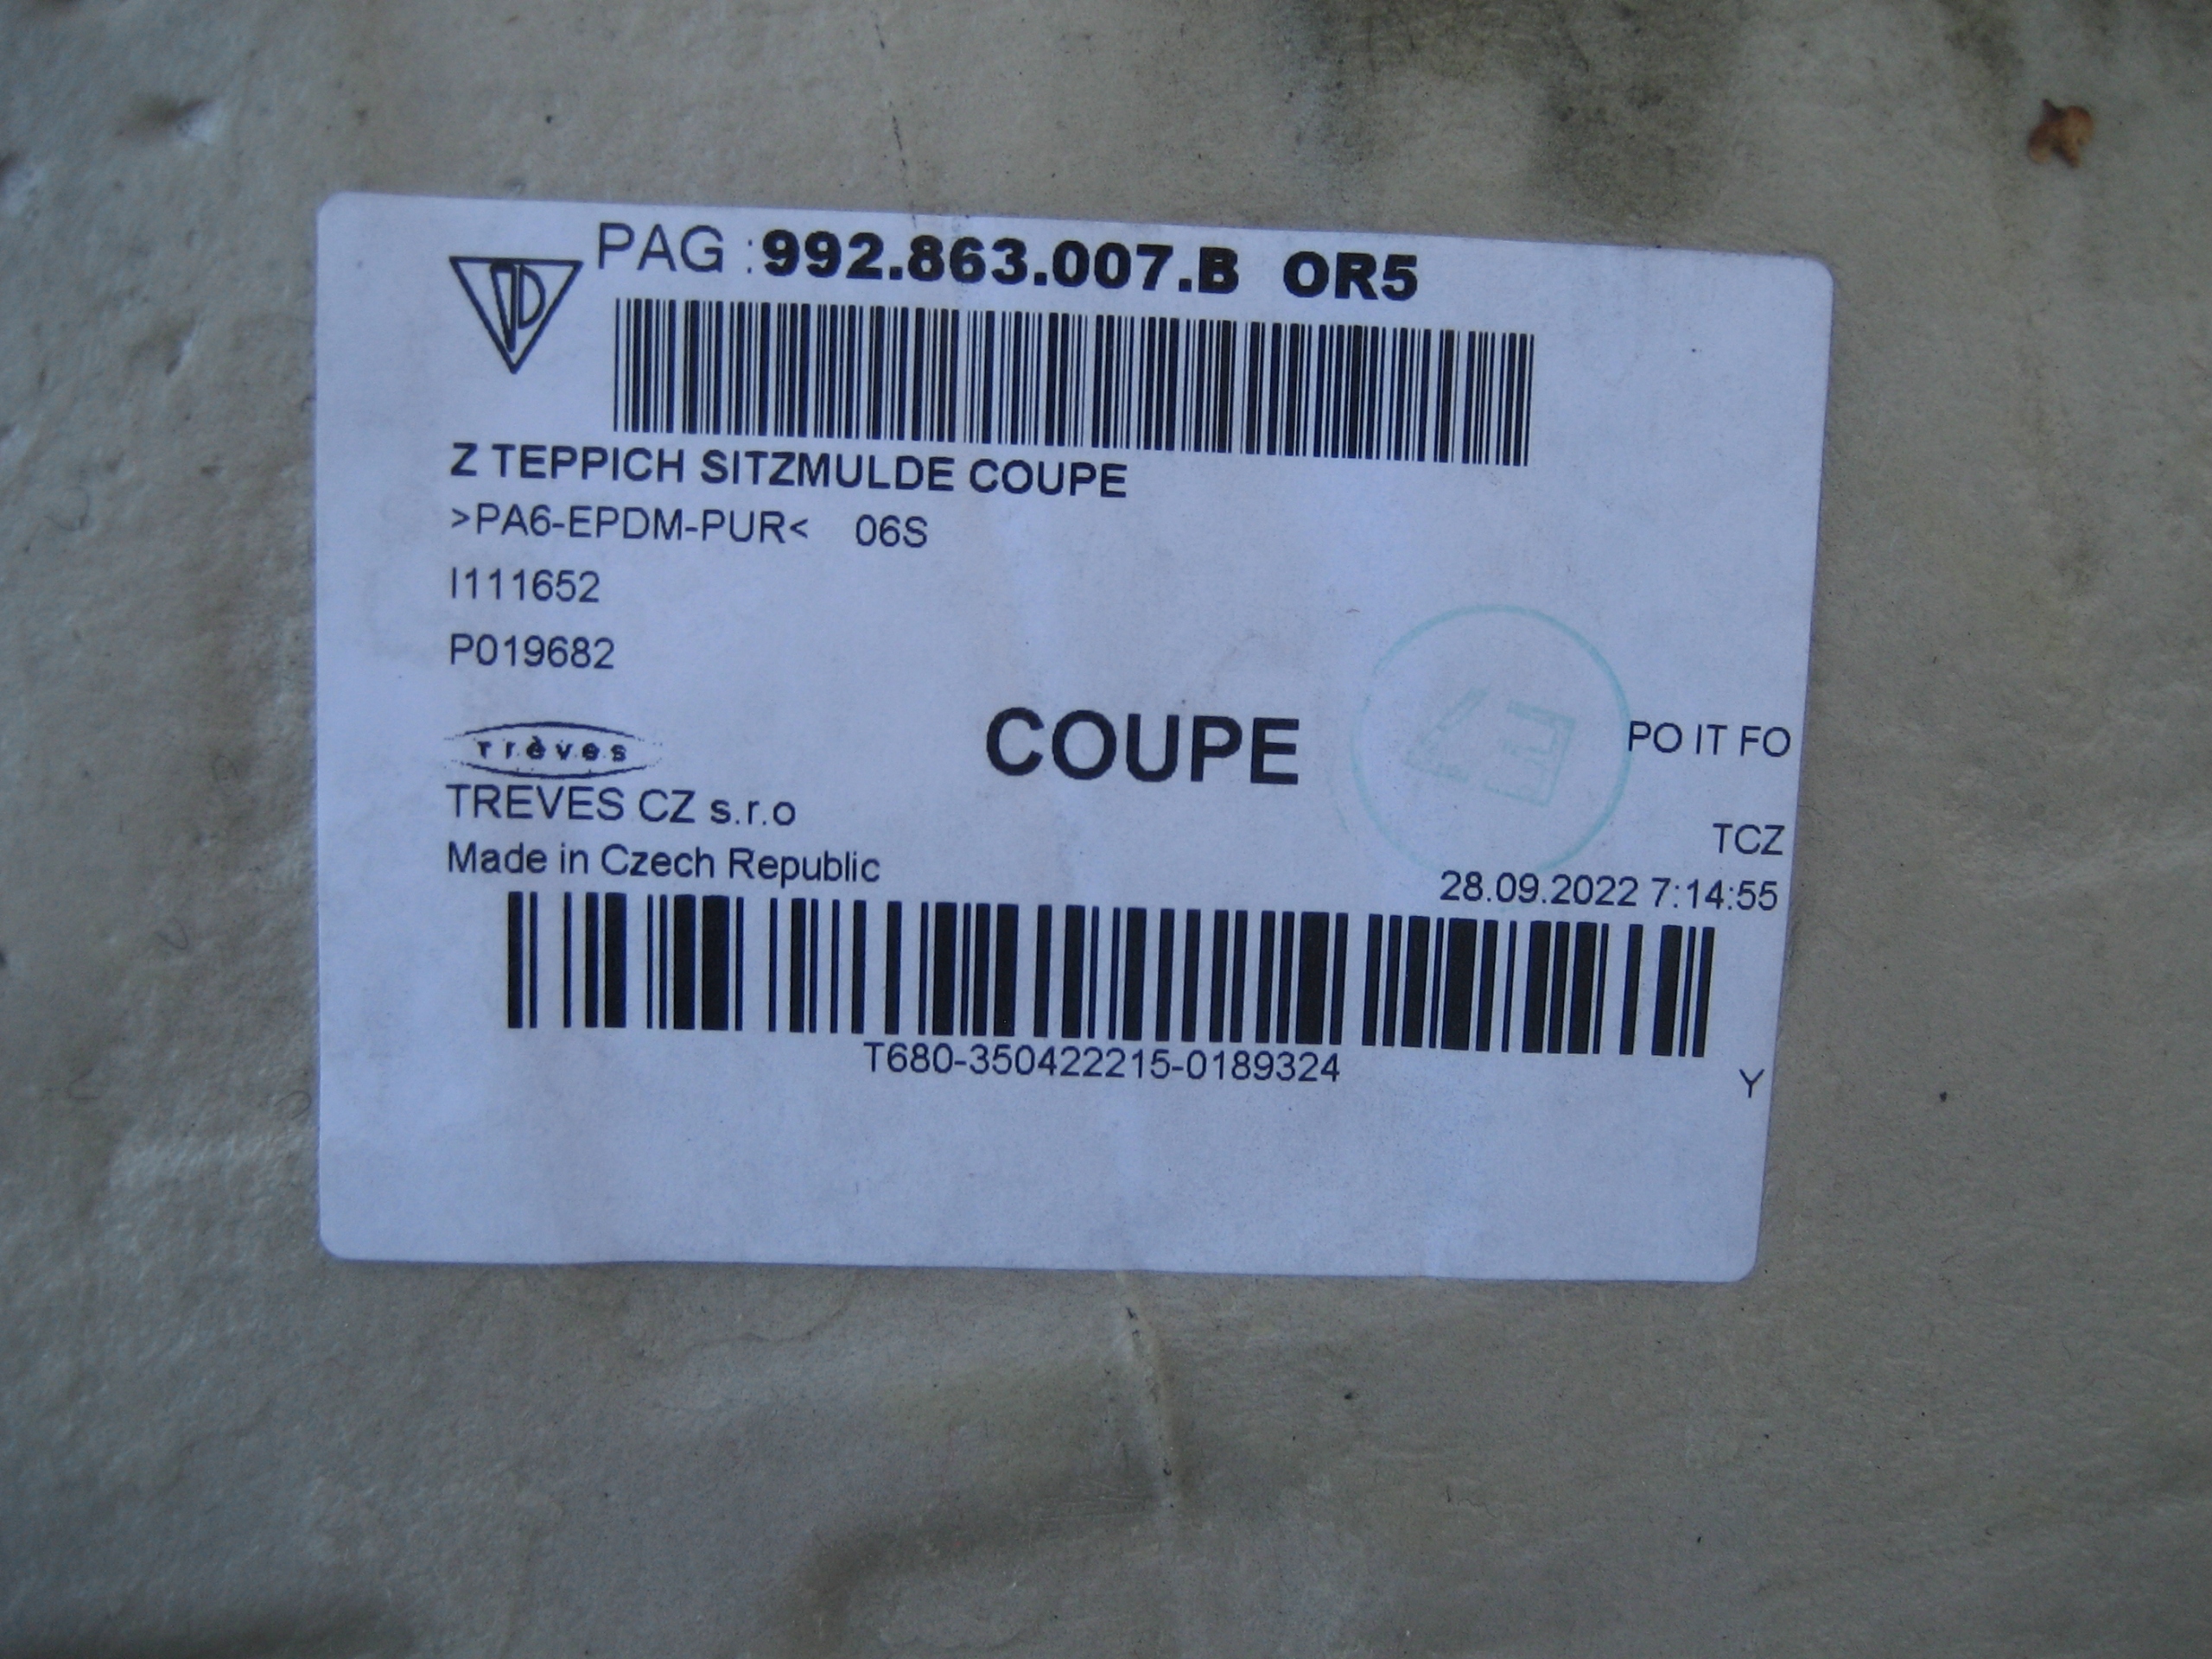 PAG :992.863.007.B OR5
Z TEPPICH SITZMULDE COUPE
>PA6-EPDM-PUR< 06S
I111652
P019682
trèves
COUPE
PO IT FO
TREVES CZ s.r.o
TCZ
Made in Czech Republic
28.09.2022 7:14:55
T680-350422215-0189324
Y